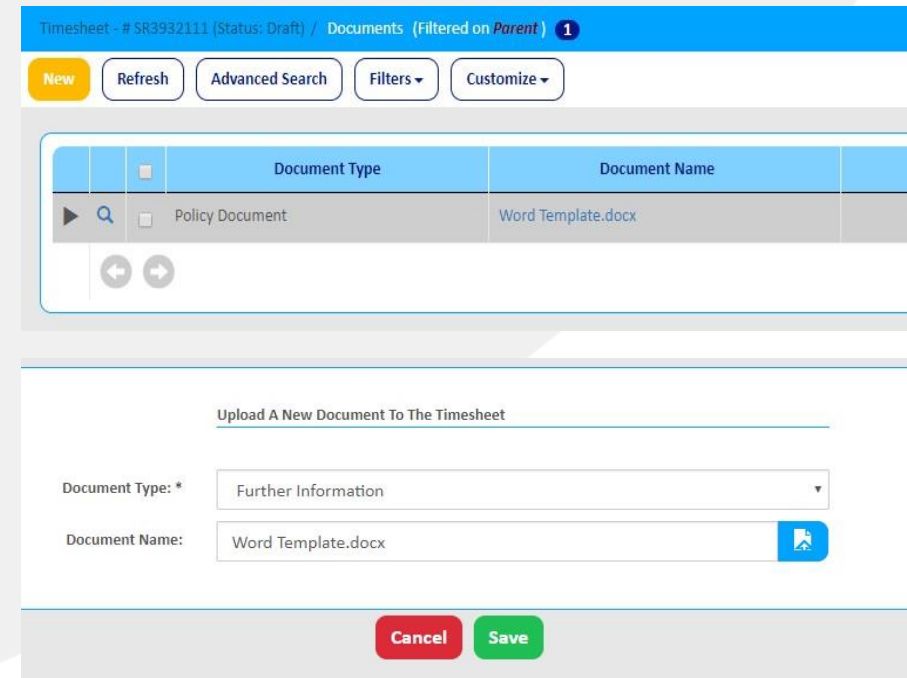 Timesheet - # SR3932111 (Status: Draft) / Documents (Filtered on Parent ) 1
New Refresh Advanced Search Filters Customize
Document Type Document Name
Policy Document Word Template.docx
Upload A New Document To The Timesheet
Document Type: * Further Information
Document Name: Word Template.docx
Cancel Save